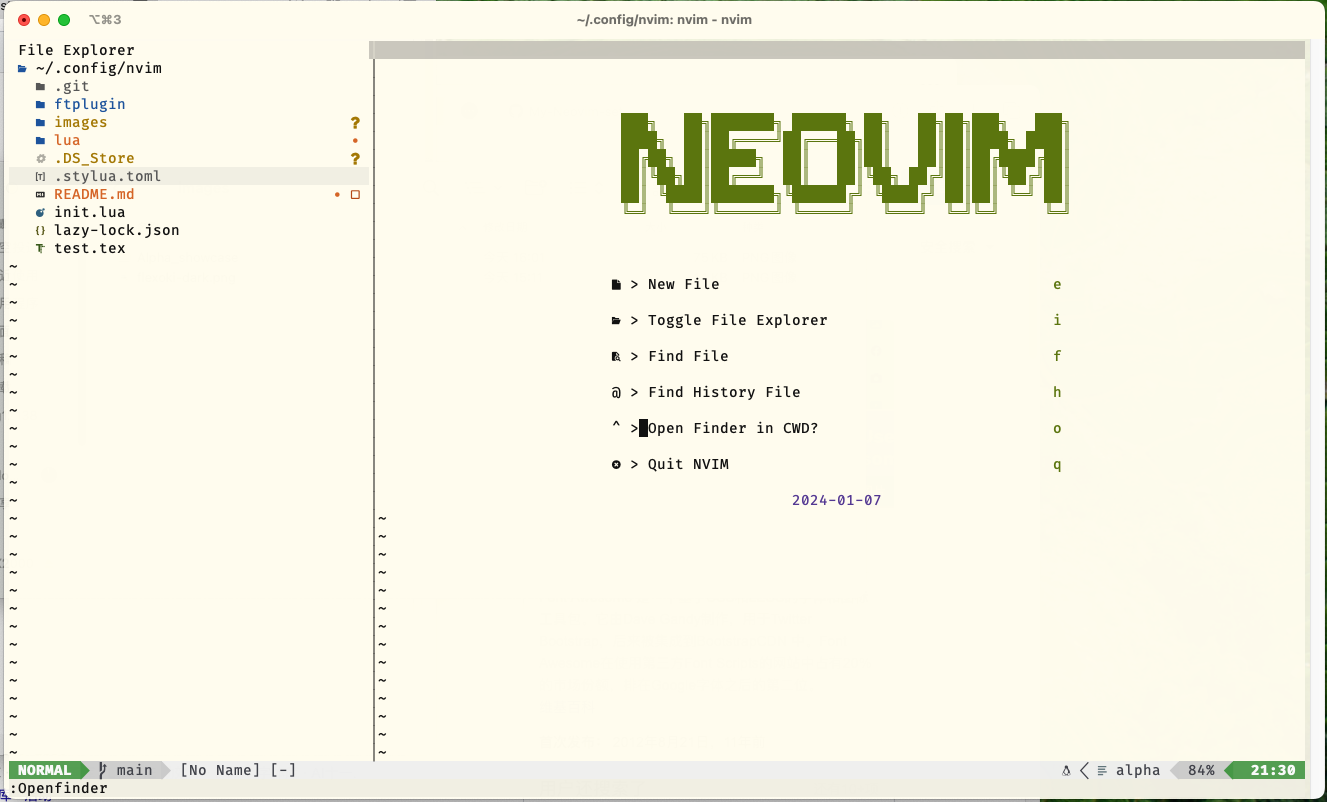 ⌥⌘3
~/.config/nvim: nvim - nvim
File Explorer
~/.config/nvim
.git
ftplugin
images ?
lua •
.DS_Store ?
.stylua.toml
README.md •
init.lua
lazy-lock.json
test.tex
NEOVIM
> New File e
> Toggle File Explorer i
> Find File f
@ > Find History File h
^ > Open Finder in CWD? o
> Quit NVIM q
2024-01-07
~
~
~
~
~
~
~
~
~
~
~
~
~
~
~ ~
~ ~
~ ~
~ ~
~ ~
~ ~
~ ~
~ ~
~ ~
~ ~
~ ~
~ ~
~ ~
~ ~
NORMAL main [No Name] [-] alpha 84% 21:30
:Openfinder